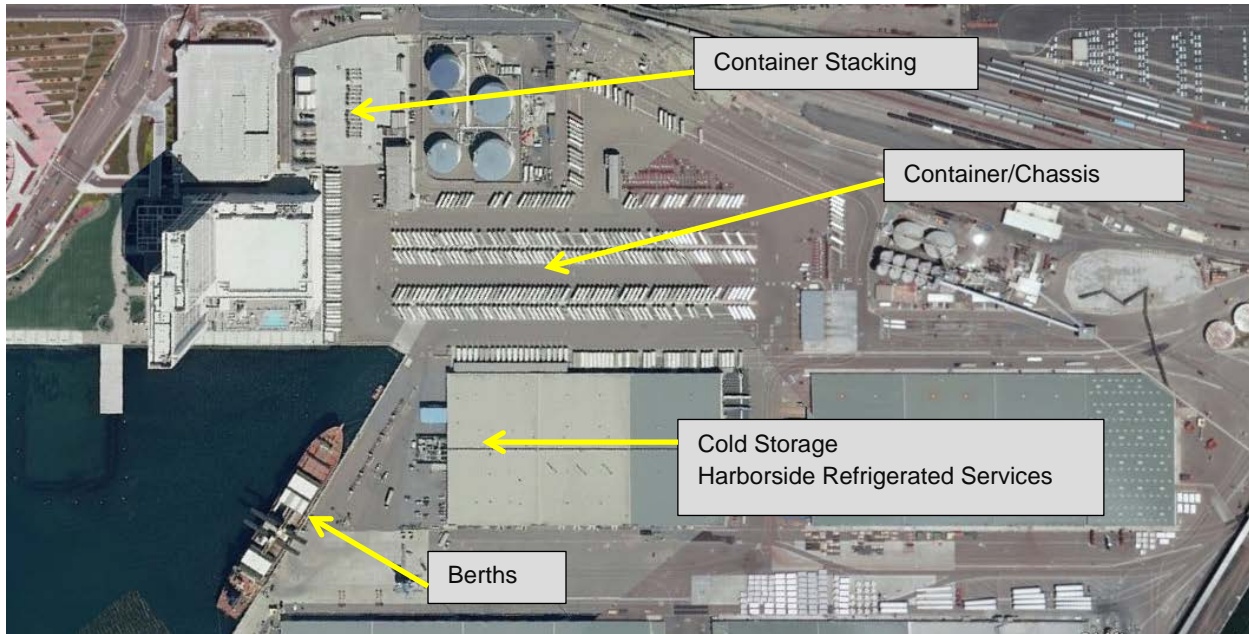 Container Stacking
Container/Chassis
Cold Storage
Harborside Refrigerated Services
Berths